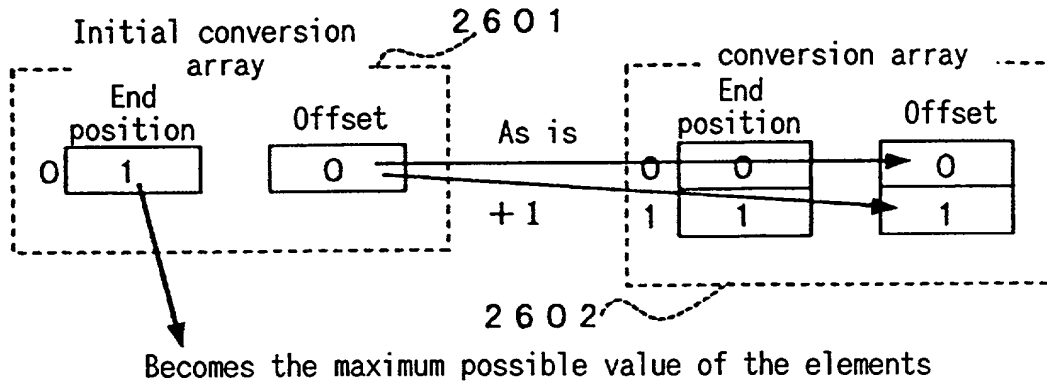 Initial conversion
array
2601
End
position
Offset
0
1
0
As is
+1
conversion array
End
position
Offset
0
0
0
1
1
1
2602
Becomes the maximum possible value of the elements